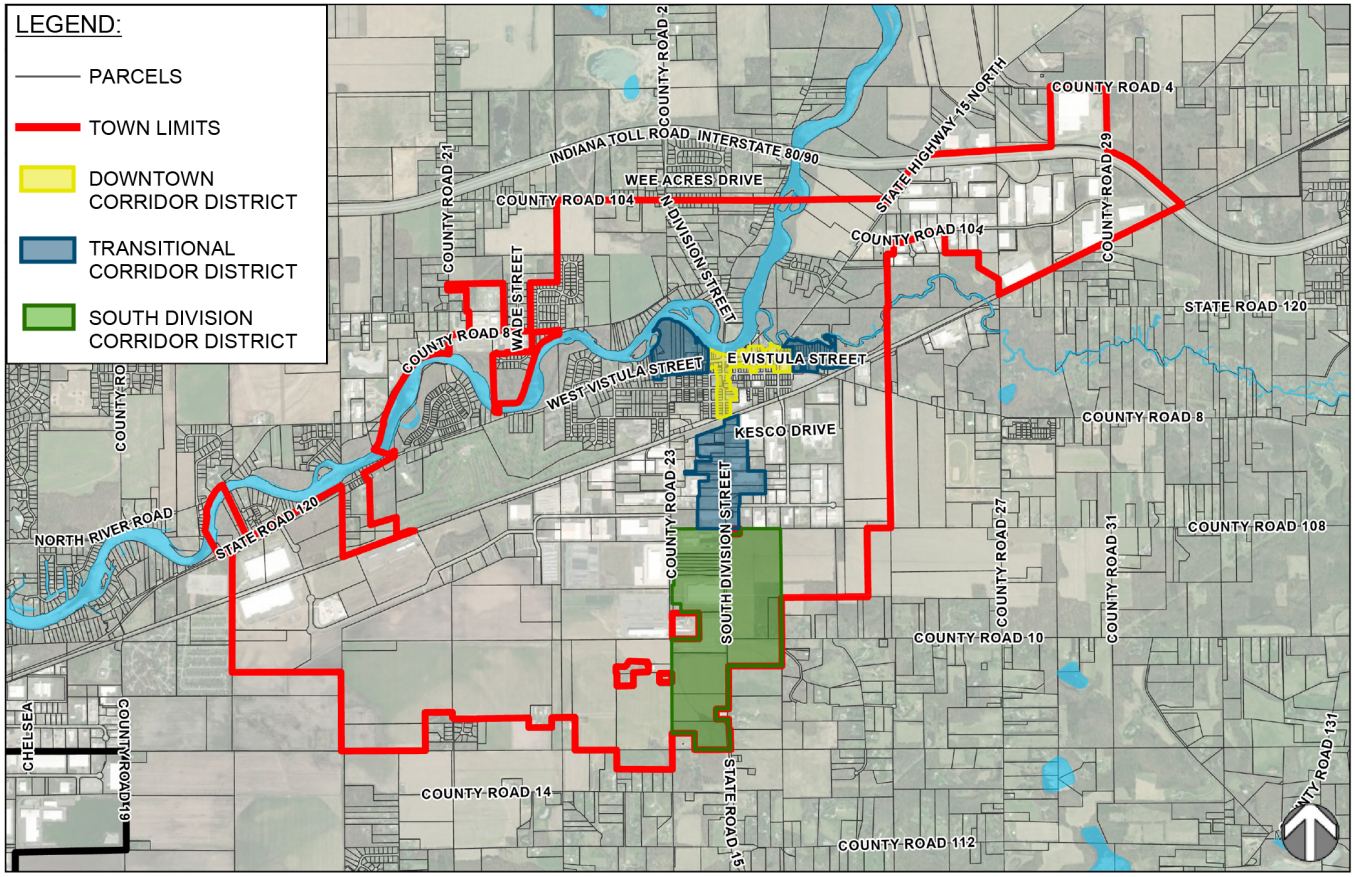 LEGEND:
PARCELS
TOWN LIMITS
DOWNTOWN
CORRIDOR DISTRICT
TRANSITIONAL
CORRIDOR DISTRICT
SOUTH DIVISION
CORRIDOR DISTRICT
COUNTY ROAD 2
STATE HIGHWAY 15 NORTH
COUNTY ROAD 4
INDIANA TOLL ROAD INTERSTATE 80/90
COUNTY ROAD 21
COUNTY ROAD 29
WEE ACRES DRIVE
COUNTY ROAD 104
N DIVISION STREET
COUNTY ROAD 104
WADE STREET
STATE ROAD 120
COUNTY ROAD 8
E VISTULA STREET
WEST VISTULA STREET
COUNTY RO
COUNTY ROAD 8
KESCO DRIVE
COUNTY ROAD 23
SOUTH DIVISION STREET
NORTH RIVER ROAD
STATE ROAD 120
COUNTY ROAD 27
COUNTY ROAD 31
COUNTY ROAD 108
COUNTY ROAD 10
CHELSEA
COUNTY ROAD 19
COUNTY ROAD 14
STATE ROAD 15
NTY ROAD 131
COUNTY ROAD 112